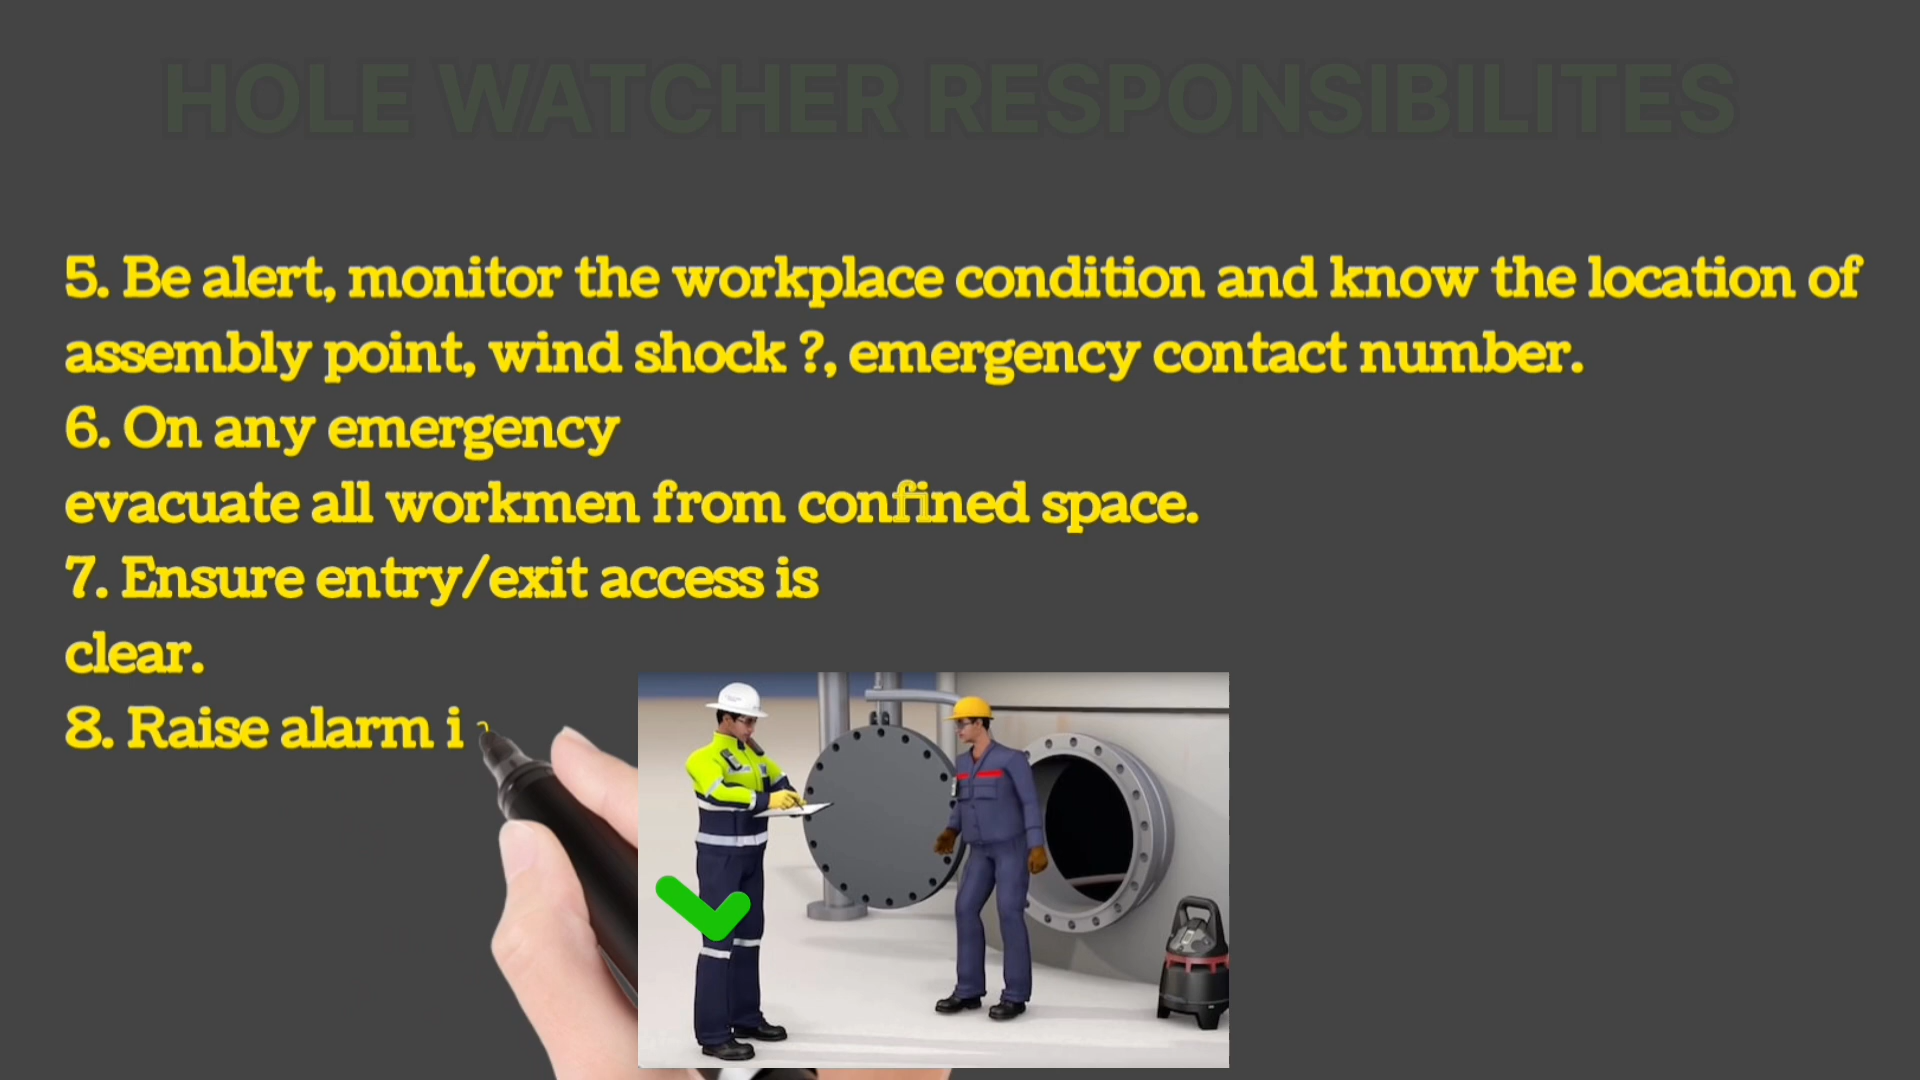 HOLE WATCHER RESPONSIBILITES
5. Be alert, monitor the workplace condition and know the location of
assembly point, wind shock ?, emergency contact number.
6. On any emergency
evacuate all workmen from confined space.
7. Ensure entry/exit access is
clear.
8. Raise alarm i